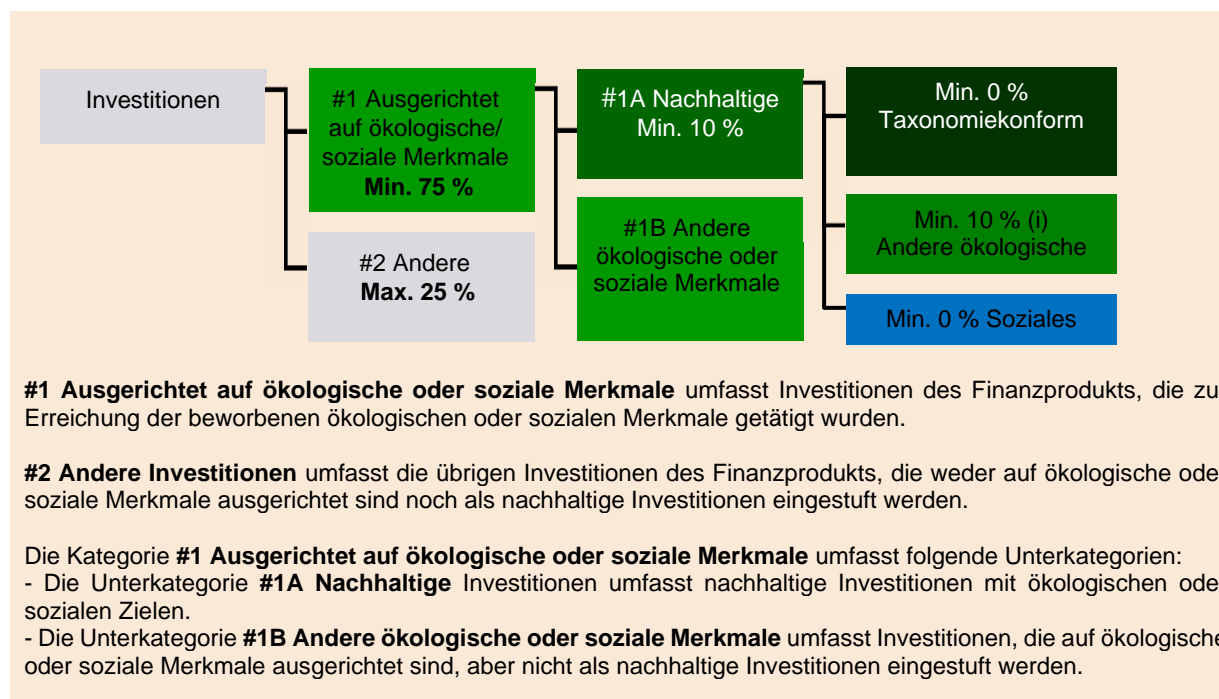 Investitionen
#1 Ausgerichtet
auf ökologische/
soziale Merkmale
Min. 75 %
#2 Andere
Max. 25 %
#1A Nachhaltige
Min. 10 %
#1B Andere
ökologische oder
soziale Merkmale
Min. 0 %
Taxonomiekonform
Min. 10 % (i)
Andere ökologische
Min. 0 % Soziales
#1 Ausgerichtet auf ökologische oder soziale Merkmale umfasst Investitionen des Finanzprodukts, die zu
Erreichung der beworbenen ökologischen oder sozialen Merkmale getätigt wurden.
#2 Andere Investitionen umfasst die übrigen Investitionen des Finanzprodukts, die weder auf ökologische ode
soziale Merkmale ausgerichtet sind noch als nachhaltige Investitionen eingestuft werden.
Die Kategorie #1 Ausgerichtet auf ökologische oder soziale Merkmale umfasst folgende Unterkategorien:
- Die Unterkategorie #1A Nachhaltige Investitionen umfasst nachhaltige Investitionen mit ökologischen ode
sozialen Zielen.
- Die Unterkategorie #1B Andere ökologische oder soziale Merkmale umfasst Investitionen, die auf ökologische
oder soziale Merkmale ausgerichtet sind, aber nicht als nachhaltige Investitionen eingestuft werden.